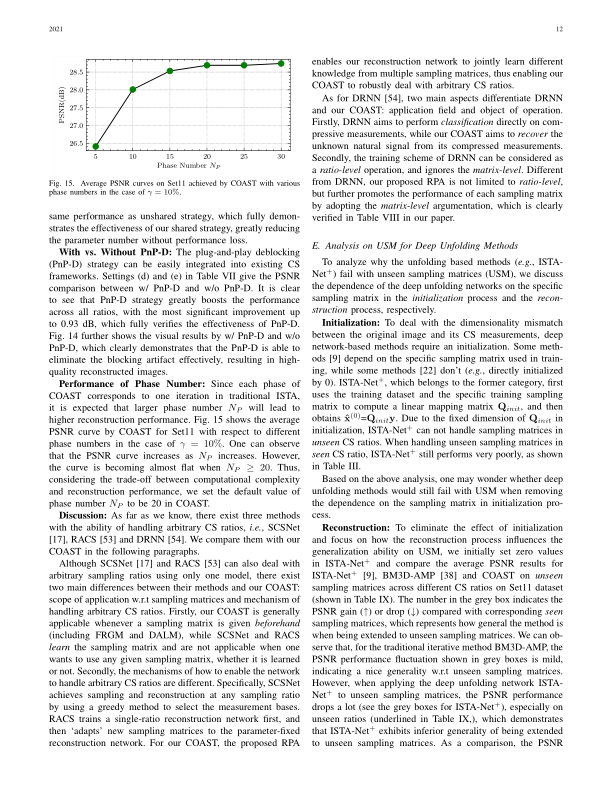 2021
12
28.5
28.0
27.5
27.0
26.5
PSNR(dB)
5 10 15 20 25 30
Phase Number N_P
Fig. 15. Average PSNR curves on Set11 achieved by COAST with various
phase numbers in the case of γ = 10%.
same performance as unshared strategy, which fully demon-
strates the effectiveness of our shared strategy, greatly reducing
the parameter number without performance loss.
With vs. Without PnP-D: The plug-and-play deblocking
(PnP-D) strategy can be easily integrated into existing CS
frameworks. Settings (d) and (e) in Table VII give the PSNR
comparison between w/ PnP-D and w/o PnP-D. It is clear
to see that PnP-D strategy greatly boosts the performance
across all ratios, with the most significant improvement up
to 0.93 dB, which fully verifies the effectiveness of PnP-D.
Fig. 14 further shows the visual results by w/ PnP-D and w/o
PnP-D, which clearly demonstrates that the PnP-D is able to
eliminate the blocking artifact effectively, resulting in high-
quality reconstructed images.
Performance of Phase Number: Since each phase of
COAST corresponds to one iteration in traditional ISTA,
it is expected that larger phase number N_P will lead to
higher reconstruction performance. Fig. 15 shows the average
PSNR curve by COAST for Set11 with respect to different
phase numbers in the case of γ = 10%. One can observe
that the PSNR curve increases as N_P increases. However,
the curve is becoming almost flat when N_P ≥ 20. Thus,
considering the trade-off between computational complexity
and reconstruction performance, we set the default value of
phase number N_P to be 20 in COAST.
Discussion: As far as we know, there exist three methods
with the ability of handling arbitrary CS ratios, i.e., SCSNet
[17], RACS [53] and DRNN [54]. We compare them with our
COAST in the following paragraphs.
Although SCSNet [17] and RACS [53] can also deal with
arbitrary sampling ratios using only one model, there exist
two main differences between their methods and our COAST:
scope of application w.r.t sampling matrices and mechanism of
handling arbitrary CS ratios. Firstly, our COAST is generally
applicable whenever a sampling matrix is given beforehand
(including FRGM and DALM), while SCSNet and RACS
learn the sampling matrix and are not applicable when one
wants to use any given sampling matrix, whether it is learned
or not. Secondly, the mechanisms of how to enable the network
to handle arbitrary CS ratios are different. Specifically, SCSNet
achieves sampling and reconstruction at any sampling ratio
by using a greedy method to select the measurement bases.
RACS trains a single-ratio reconstruction network first, and
then ‘adapts’ new sampling matrices to the parameter-fixed
reconstruction network. For our COAST, the proposed RPA
enables our reconstruction network to jointly learn different
knowledge from multiple sampling matrices, thus enabling our
COAST to robustly deal with arbitrary CS ratios.
As for DRNN [54], two main aspects differentiate DRNN
and our COAST: application field and object of operation.
Firstly, DRNN aims to perform classification directly on com-
pressive measurements, while our COAST aims to recover the
unknown natural signal from its compressed measurements.
Secondly, the training scheme of DRNN can be considered as
a ratio-level operation, and ignores the matrix-level. Different
from DRNN, our proposed RPA is not limited to ratio-level,
but further promotes the performance of each sampling matrix
by adopting the matrix-level argumentation, which is clearly
verified in Table VIII in our paper.
E. Analysis on USM for Deep Unfolding Methods
To analyze why the unfolding based methods (e.g., ISTA-
Net⁺) fail with unseen sampling matrices (USM), we discuss
the dependence of the deep unfolding networks on the specific
sampling matrix in the initialization process and the recon-
struction process, respectively.
Initialization: To deal with the dimensionality mismatch
between the original image and its CS measurements, deep
network-based methods require an initialization. Some meth-
ods [9] depend on the specific sampling matrix used in train-
ing, while some methods [22] don't (e.g., directly initialized
by 0). ISTA-Net⁺, which belongs to the former category, first
uses the training dataset and the specific training sampling
matrix to compute a linear mapping matrix Q_init, and then
obtains x̂⁽⁰⁾=Q_init y. Due to the fixed dimension of Q_init in
initialization, ISTA-Net⁺ can not handle sampling matrices in
unseen CS ratios. When handling unseen sampling matrices in
seen CS ratio, ISTA-Net⁺ still performs very poorly, as shown
in Table III.
Based on the above analysis, one may wonder whether deep
unfolding methods would still fail with USM when removing
the dependence on the sampling matrix in initialization pro-
cess.
Reconstruction: To eliminate the effect of initialization
and focus on how the reconstruction process influences the
generalization ability on USM, we initially set zero values
in ISTA-Net⁺ and compare the average PSNR results for
ISTA-Net⁺ [9], BM3D-AMP [38] and COAST on unseen
sampling matrices across different CS ratios on Set11 dataset
(shown in Table IX). The number in the grey box indicates the
PSNR gain (↑) or drop (↓) compared with corresponding seen
sampling matrices, which represents how general the method is
when being extended to unseen sampling matrices. We can ob-
serve that, for the traditional iterative method BM3D-AMP, the
PSNR performance fluctuation shown in grey boxes is mild,
indicating a nice generality w.r.t unseen sampling matrices.
However, when applying the deep unfolding network ISTA-
Net⁺ to unseen sampling matrices, the PSNR performance
drops a lot (see the grey boxes for ISTA-Net⁺), especially on
unseen ratios (underlined in Table IX,), which demonstrates
that ISTA-Net⁺ exhibits inferior generality of being extended
to unseen sampling matrices. As a comparison, the PSNR